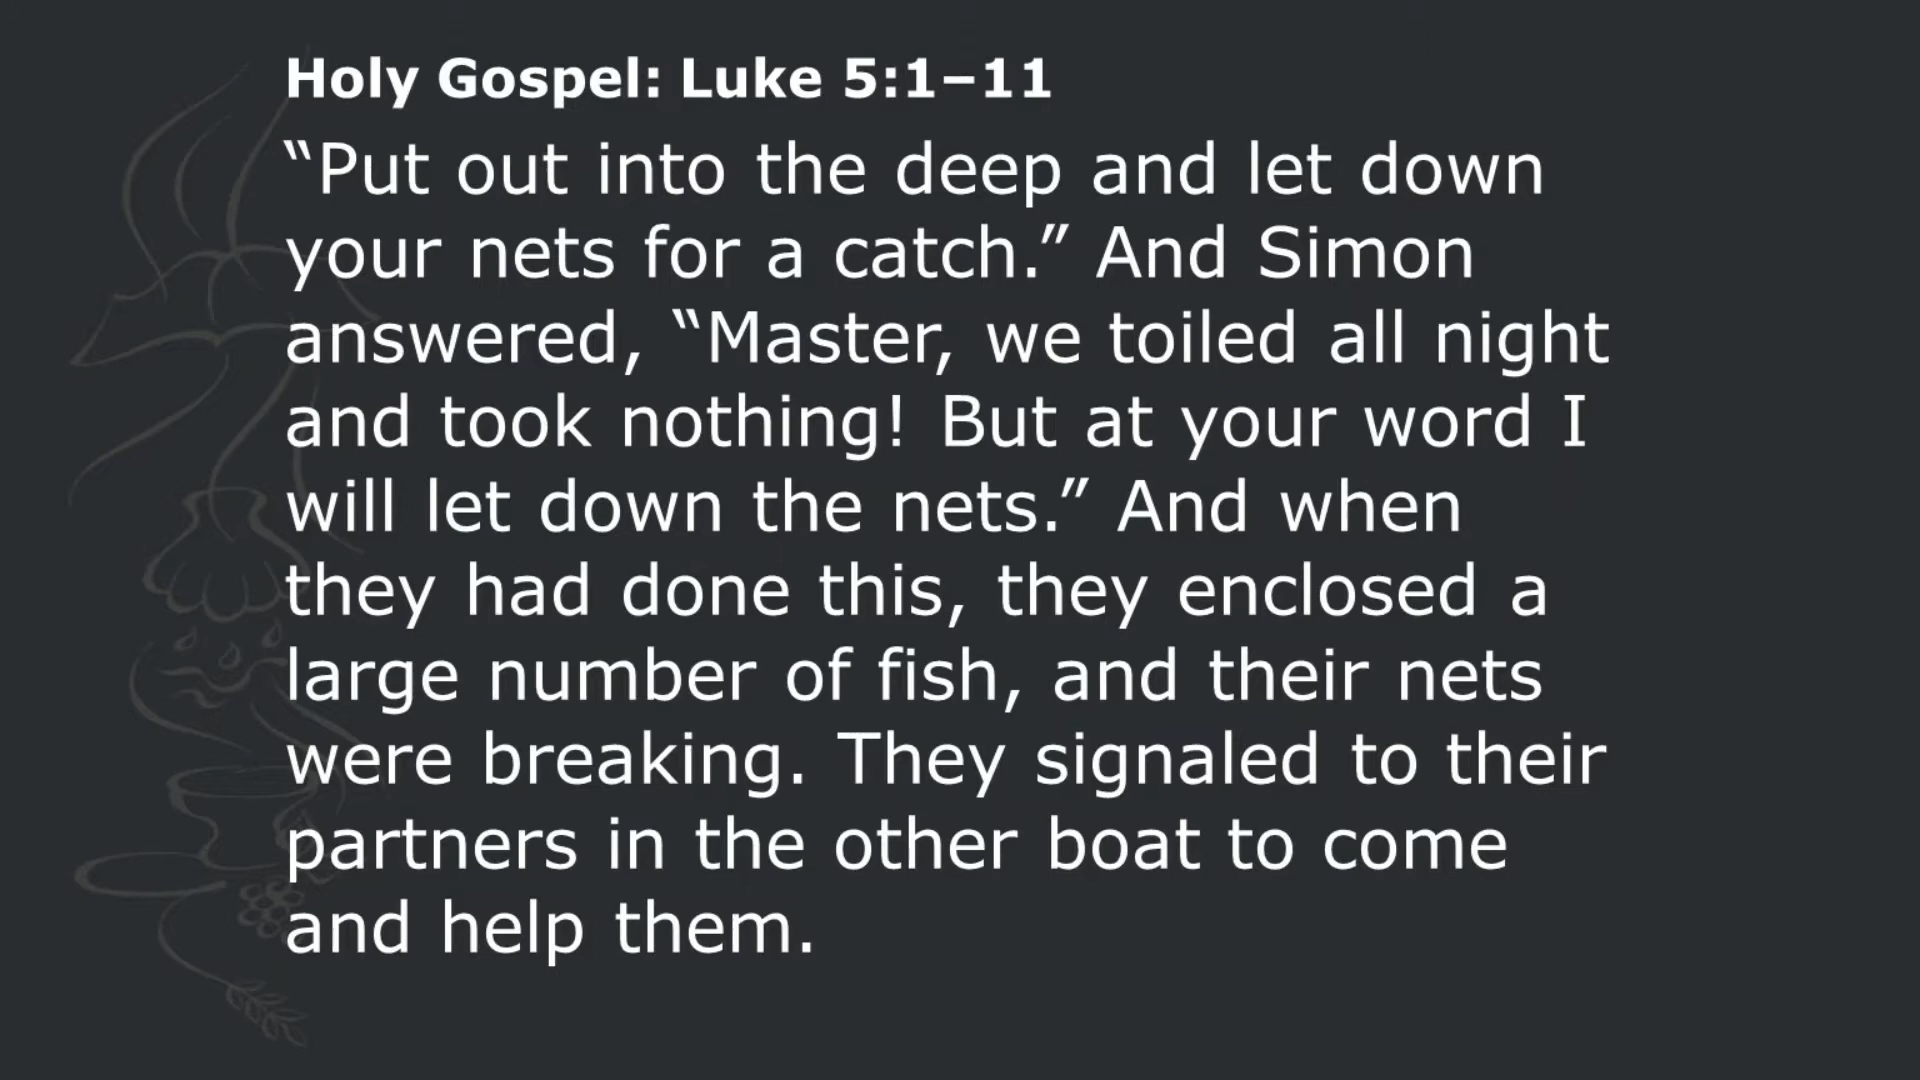 Holy Gospel: Luke 5:1–11
“Put out into the deep and let down
your nets for a catch.” And Simon
answered, “Master, we toiled all night
and took nothing! But at your word I
will let down the nets.” And when
they had done this, they enclosed a
large number of fish, and their nets
were breaking. They signaled to their
partners in the other boat to come
and help them.